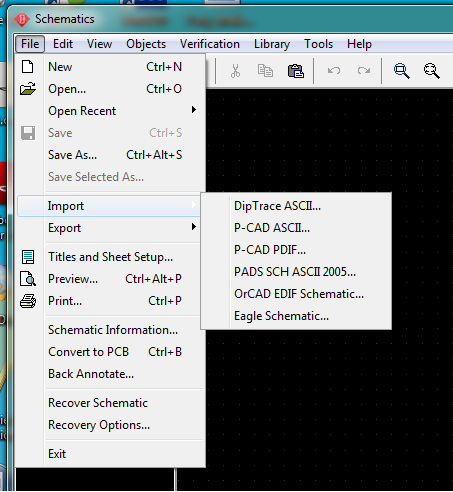 Schematics
File Edit View Objects Verification Library Tools Help
New Ctrl+N
Open... Ctrl+O
Open Recent
Save Ctrl+S
Save As... Ctrl+Alt+S
Save Selected As...
Import
Export
Titles and Sheet Setup...
Preview... Ctrl+Alt+P
Print... Ctrl+P
Schematic Information...
Convert to PCB Ctrl+B
Back Annotate...
Recover Schematic
Recovery Options...
Exit
DipTrace ASCII...
P-CAD ASCII...
P-CAD PDIF...
PADS SCH ASCII 2005...
OrCAD EDIF Schematic...
Eagle Schematic...